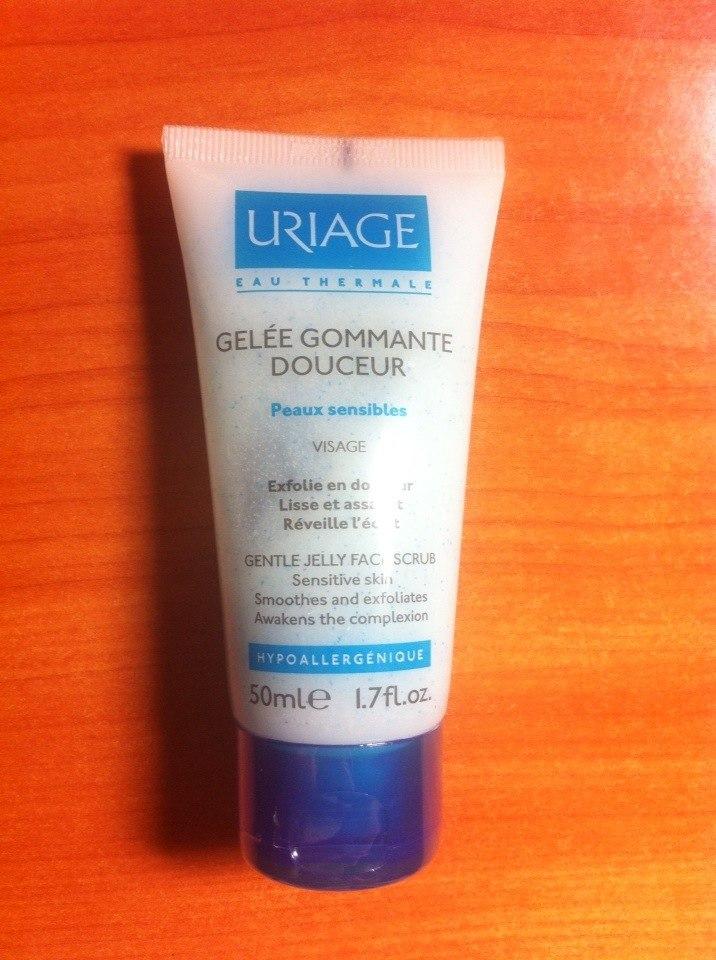 URIAGE
EAU THERMALE
GELÉE GOMMANTE
DOUCEUR
Peaux sensibles
VISAGE
Exfolie en
Lisse et
Réveille
GENTLE JELLY FACE SCRUB
Sensitive skin
Smoothes and exfoliates
Awakens the complexion
HYPOALLERGÉNIQUE
50ml e 1.7fl.oz.